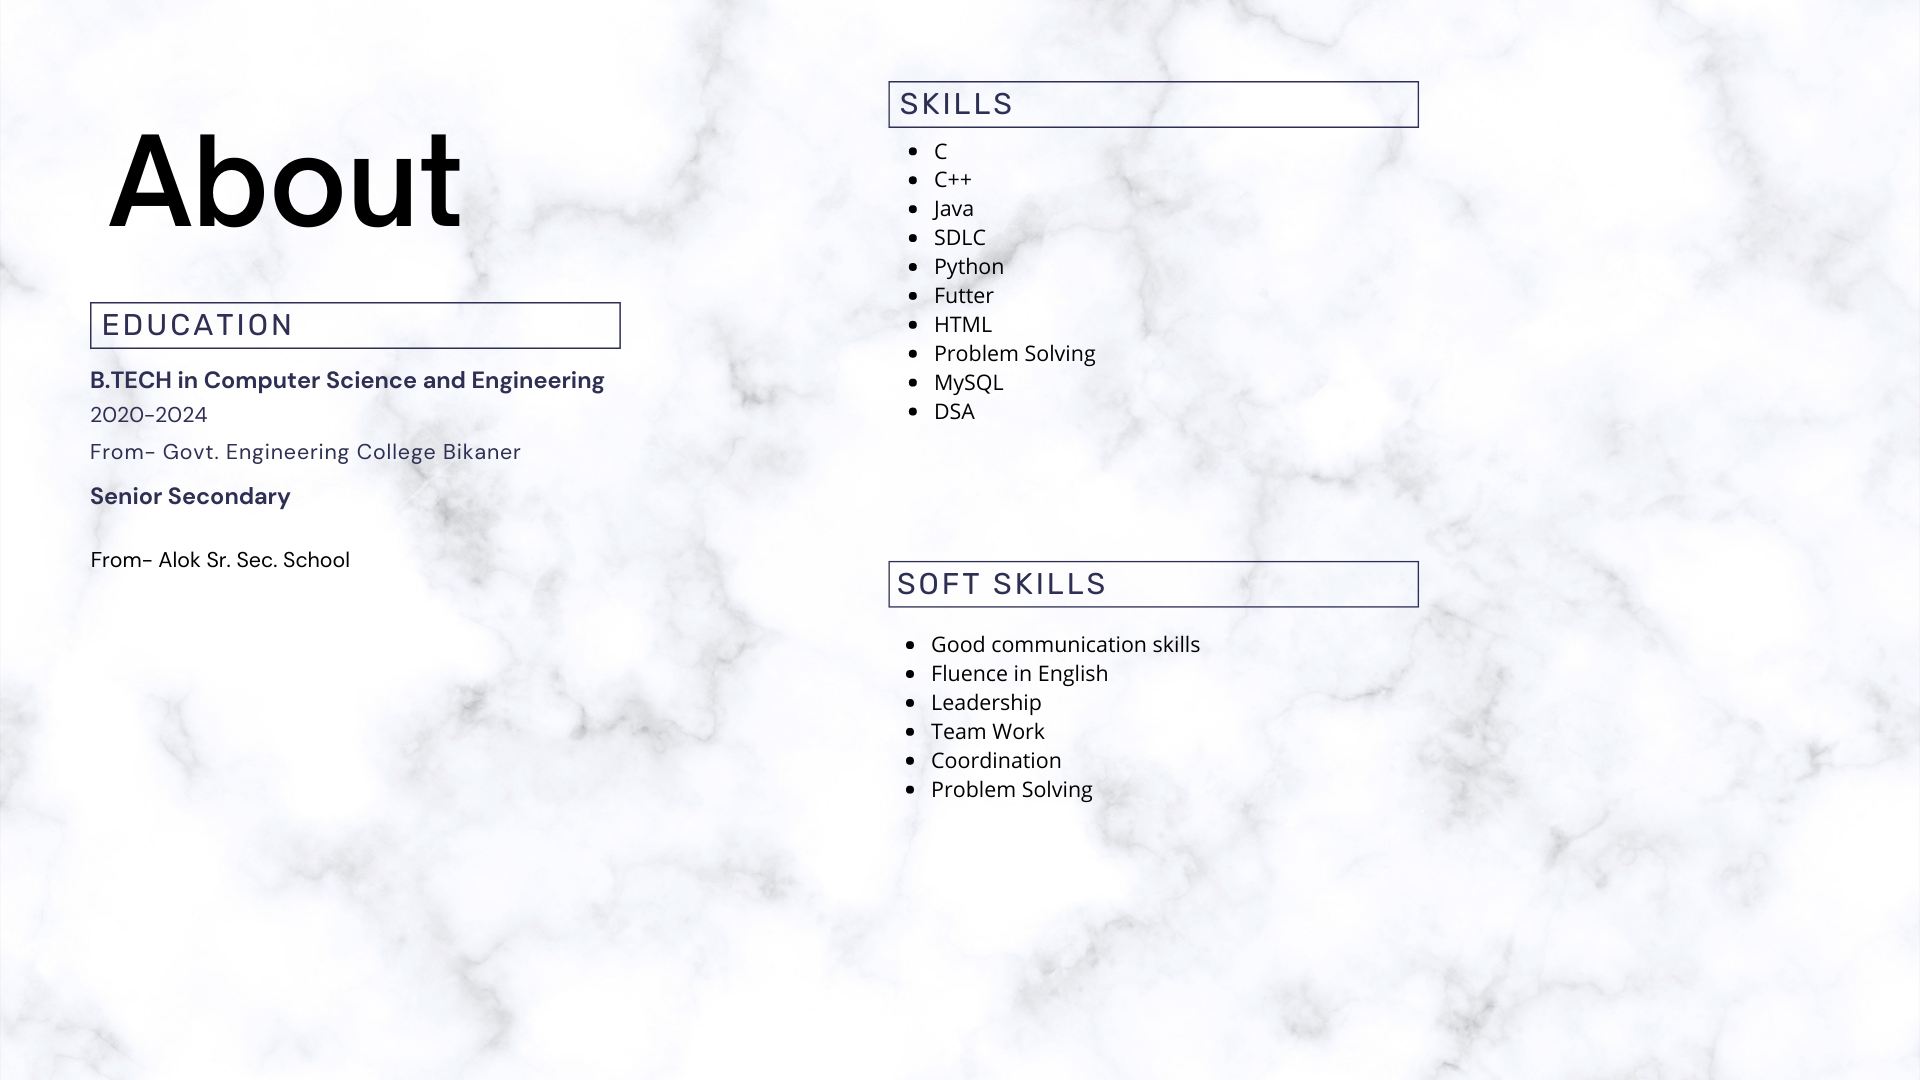 About
EDUCATION
B.TECH in Computer Science and Engineering
2020-2024
From- Govt. Engineering College Bikaner
Senior Secondary
From- Alok Sr. Sec. School
SKILLS
• C
• C++
• Java
• SDLC
• Python
• Futter
• HTML
• Problem Solving
• MySQL
• DSA
SOFT SKILLS
• Good communication skills
• Fluence in English
• Leadership
• Team Work
• Coordination
• Problem Solving